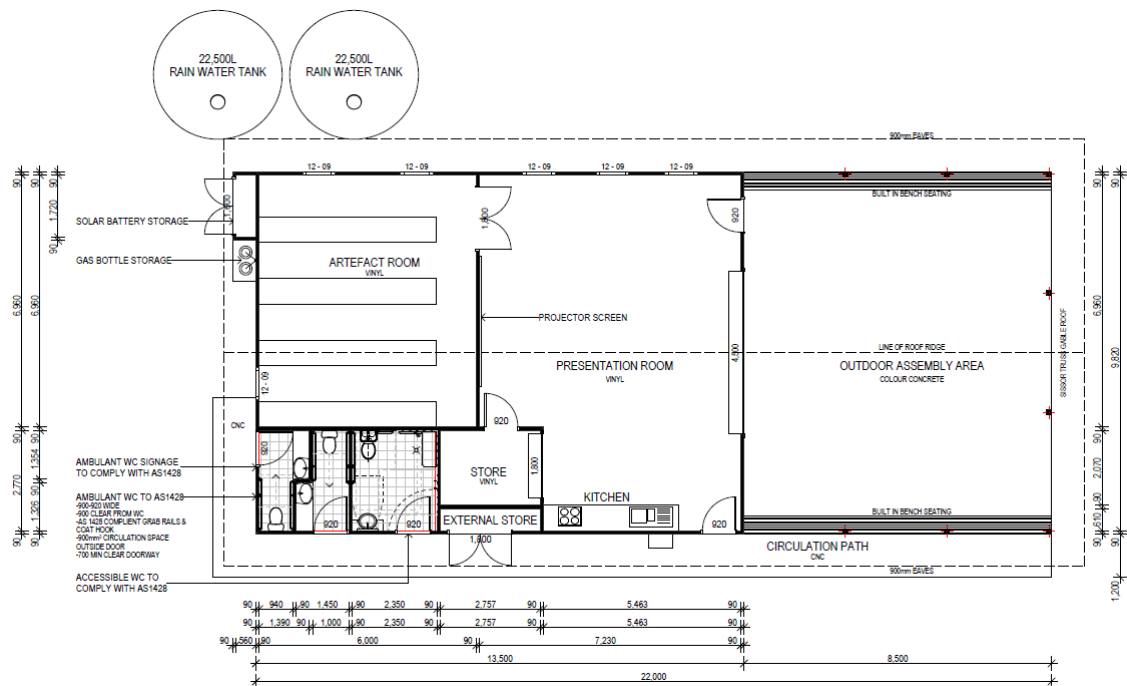 22,500L
RAIN WATER TANK
22,500L
RAIN WATER TANK
900mm EAVES
12 - 09
12 - 09
12 - 09
12 - 09
12 - 09
BUILT IN BENCH SEATING
SOLAR BATTERY STORAGE
1,800
1,800
920
GAS BOTTLE STORAGE
ARTEFACT ROOM
VINYL
PROJECTOR SCREEN
LINE OF ROOF RIDGE
PRESENTATION ROOM
VINYL
4,500
OUTDOOR ASSEMBLY AREA
COLOUR CONCRETE
SISSOR TRUSS GABLE ROOF
12 - 09
CNC
920
920
AMBULANT WC SIGNAGE
TO COMPLY WITH AS1428
STORE
VINYL
1,800
AMBULANT WC TO AS1428
-900-920 WIDE
-900 CLEAR FROM WC
-AS 1428 COMPLIENT GRAB RAILS &
COAT HOOK
-900mm² CIRCULATION SPACE
OUTSIDE DOOR
-700 MIN CLEAR DOORWAY
KITCHEN
BUILT IN BENCH SEATING
920
920
EXTERNAL STORE
920
1,800
CIRCULATION PATH
CNC
900mm EAVES
ACCESSIBLE WC TO
COMPLY WITH AS1428
90
6,960
90
2,770
90
90
6,960
90
1,354
90
1,326
90
90
1,720
90
90
6,960
90
2,070
90
610
90
90
9,820
90
1,200
90 940 90 1,450 90 2,350 90 2,757 90 5,463 90
90 1,390 90 1,000 90 2,350 90 2,757 90 5,463 90
90 560 90 6,000 90 7,230 90
13,500 8,500
22,000